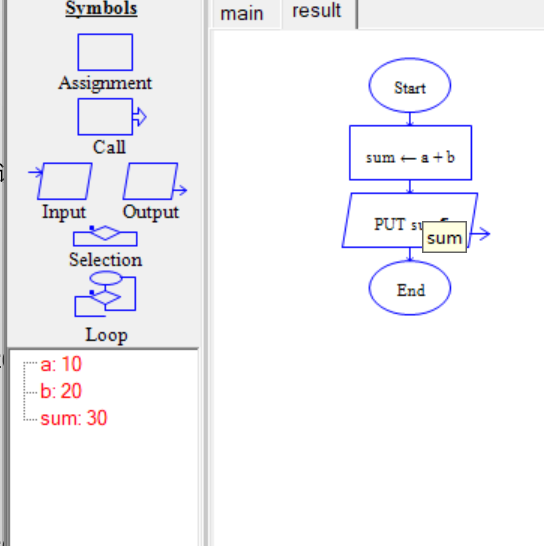 Symbols
Assignment
Call
Input Output
Selection
Loop
a: 10
b: 20
sum: 30
main result
Start
sum ← a + b
PUT
sum
End